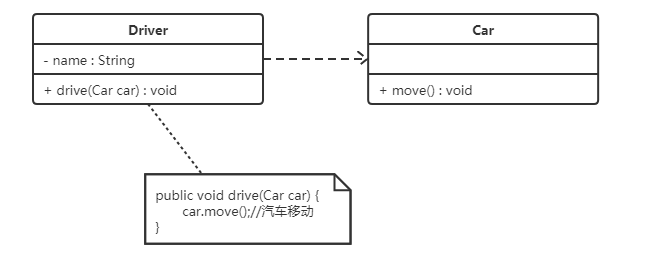 Driver
- name : String
+ drive(Car car) : void
Car
+ move() : void
public void drive(Car car) {
car.move();//汽车移动
}